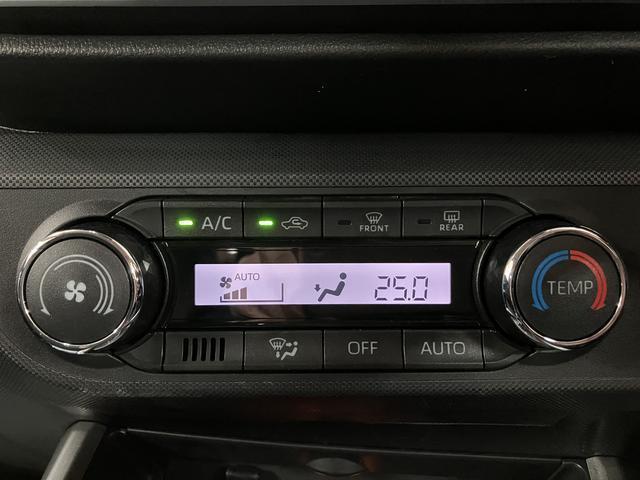 A/C
FRONT
REAR
AUTO
25.0
TEMP
OFF
AUTO